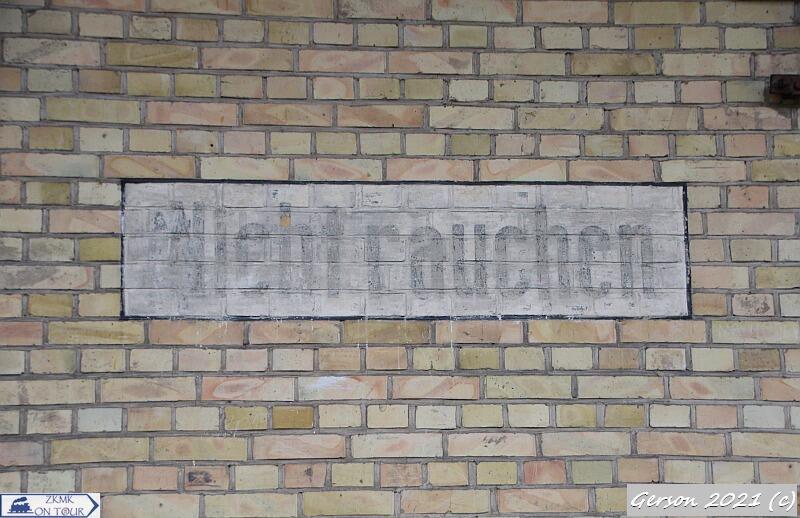 Nicht rauchen
ZKMK
ON TOUR
Gerson 2021 (c)